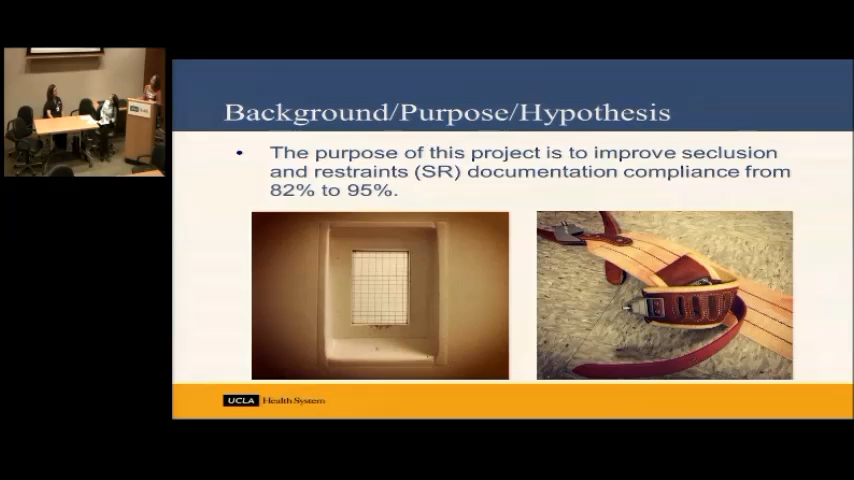 Background/Purpose/Hypothesis
• The purpose of this project is to improve seclusion
and restraints (SR) documentation compliance from
82% to 95%.
UCLA Health System